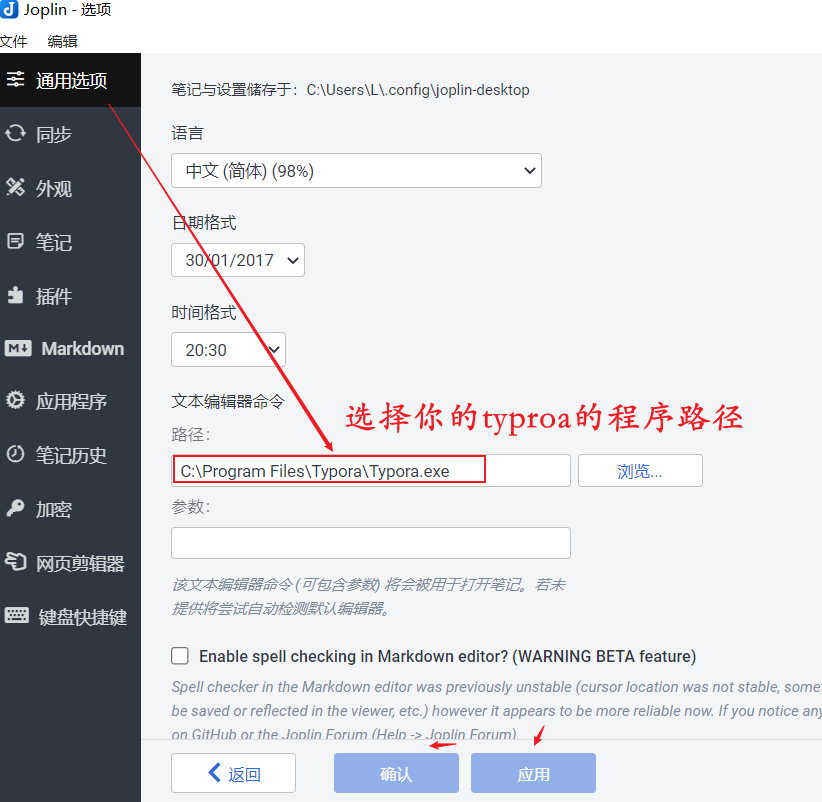 Joplin - 选项
文件 编辑
通用选项
同步
外观
笔记
插件
M↓ Markdown
应用程序
笔记历史
加密
网页剪辑器
键盘快捷键
笔记与设置储存于： C:\Users\L\.config\joplin-desktop
语言
中文 (简体) (98%)
日期格式
30/01/2017
时间格式
20:30
文本编辑器命令
选择你的typroa的程序路径
路径：
C:\Program Files\Typora\Typora.exe
浏览...
参数：
该文本编辑器命令 (可包含参数) 将会被用于打开笔记。若未
提供将尝试自动检测默认编辑器。
Enable spell checking in Markdown editor? (WARNING BETA feature)
Spell checker in the Markdown editor was previously unstable (cursor location was not stable, somet
be saved or reflected in the viewer, etc.) however it appears to be more reliable now. If you notice any
on GitHub or the Joplin Forum (Help -> Joplin Forum)
返回
确认
应用